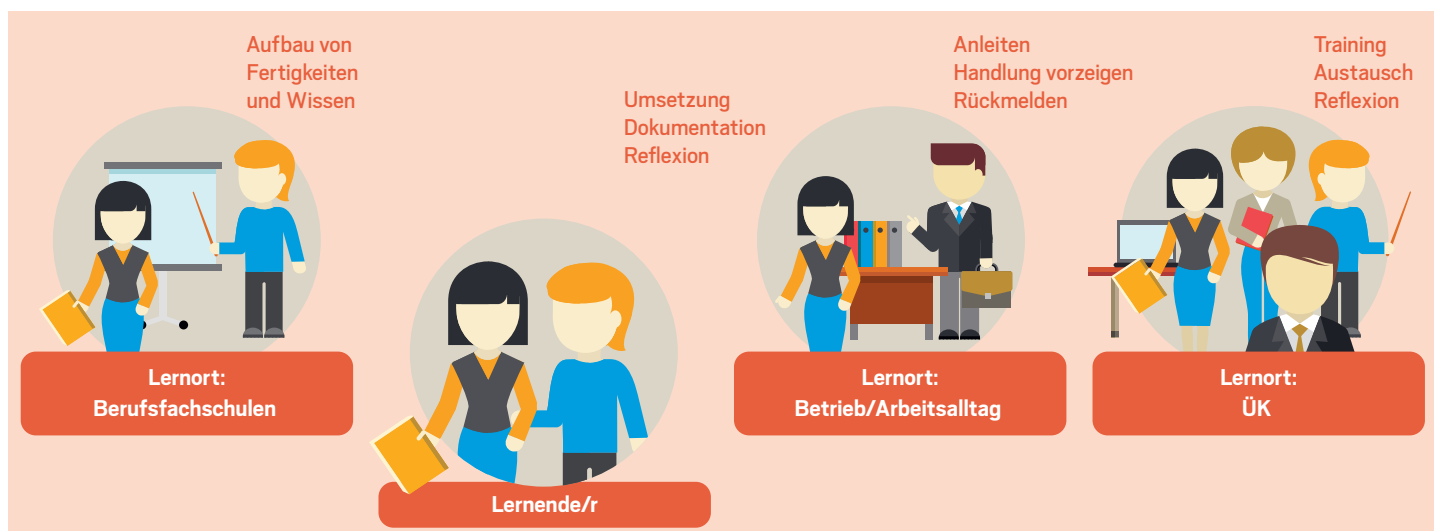 Aufbau von
Fertigkeiten
und Wissen
Lernort:
Berufsfachschulen
Umsetzung
Dokumentation
Reflexion
Lernende/r
Anleiten
Handlung vorzeigen
Rückmelden
Lernort:
Betrieb/Arbeitsalltag
Training
Austausch
Reflexion
Lernort:
ÜK